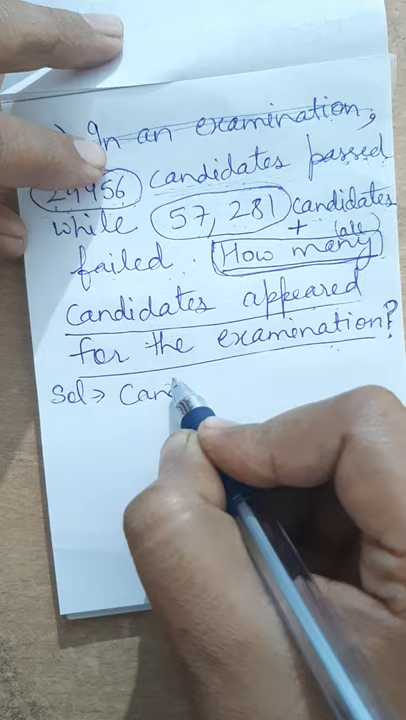 In an examination,
24456 candidates passed
while 57,281 candidates
+ (all)
failed. How many
candidates appeared
for the examination?
Sol⇒ Can